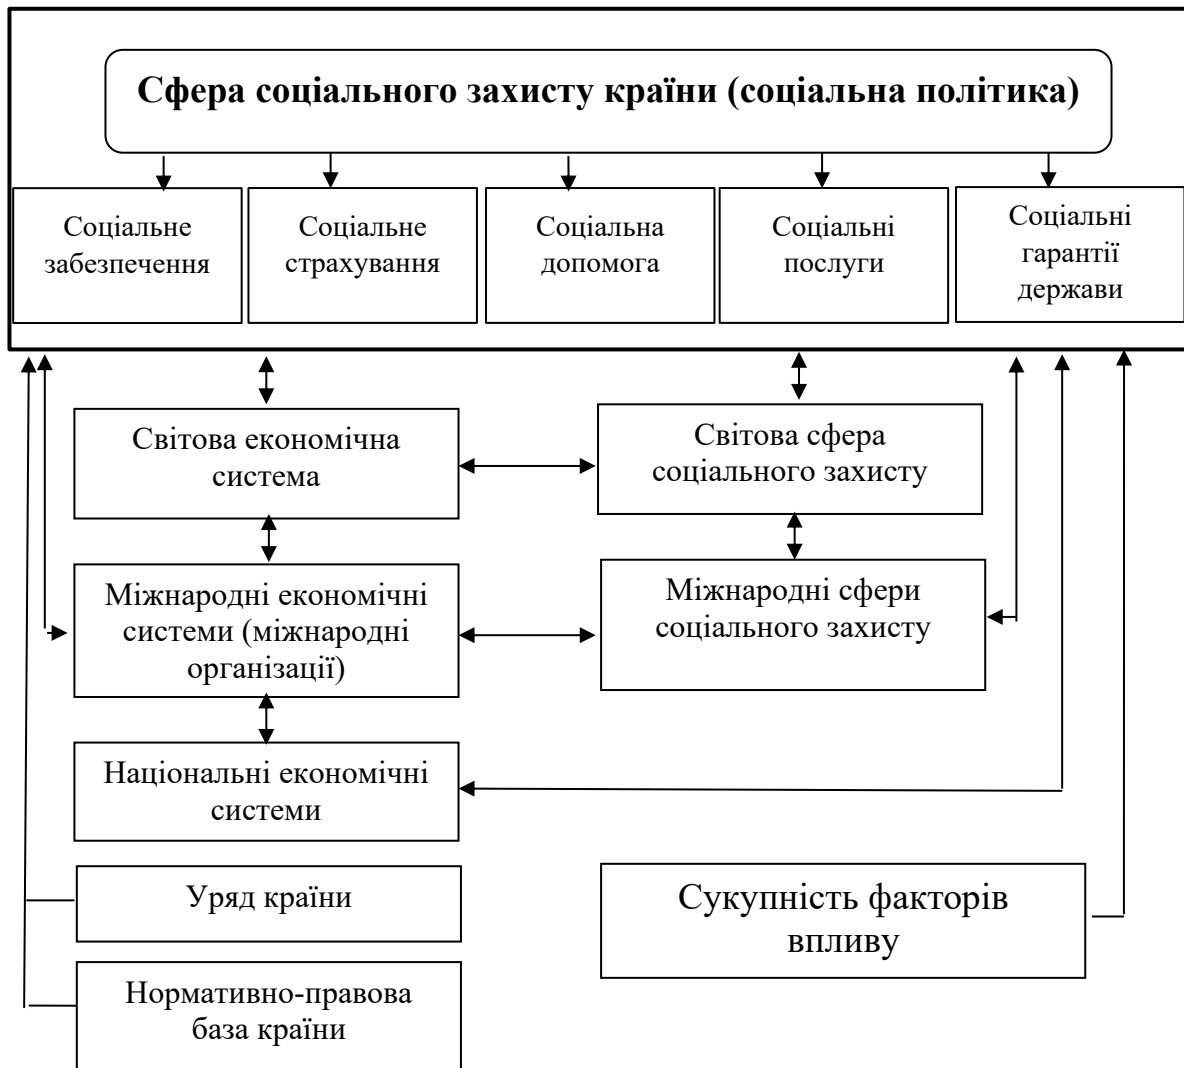 Сфера соціального захисту країни (соціальна політика)
Соціальне
забезпечення
Соціальне
страхування
Соціальна
допомога
Соціальні
послуги
Соціальні
гарантії
держави
Світова економічна
система
Світова сфера
соціального захисту
Міжнародні економічні
системи (міжнародні
організації)
Міжнародні сфери
соціального захисту
Національні економічні
системи
Уряд країни
Сукупність факторів
впливу
Нормативно-правова
база країни